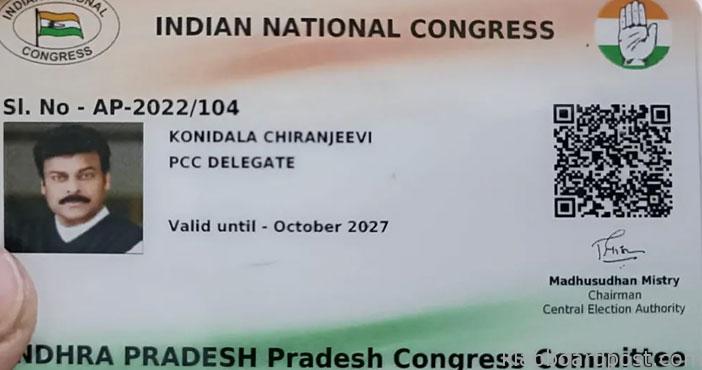 INDIAN NATIONAL
CONGRESS
INDIAN NATIONAL CONGRESS
Sl. No - AP-2022/104
KONIDALA CHIRANJEEVI
PCC DELEGATE
Valid until - October 2027
Madhusudhan Mistry
Chairman
Central Election Authority
NDHRA PRADESH Pradesh Congress Committee